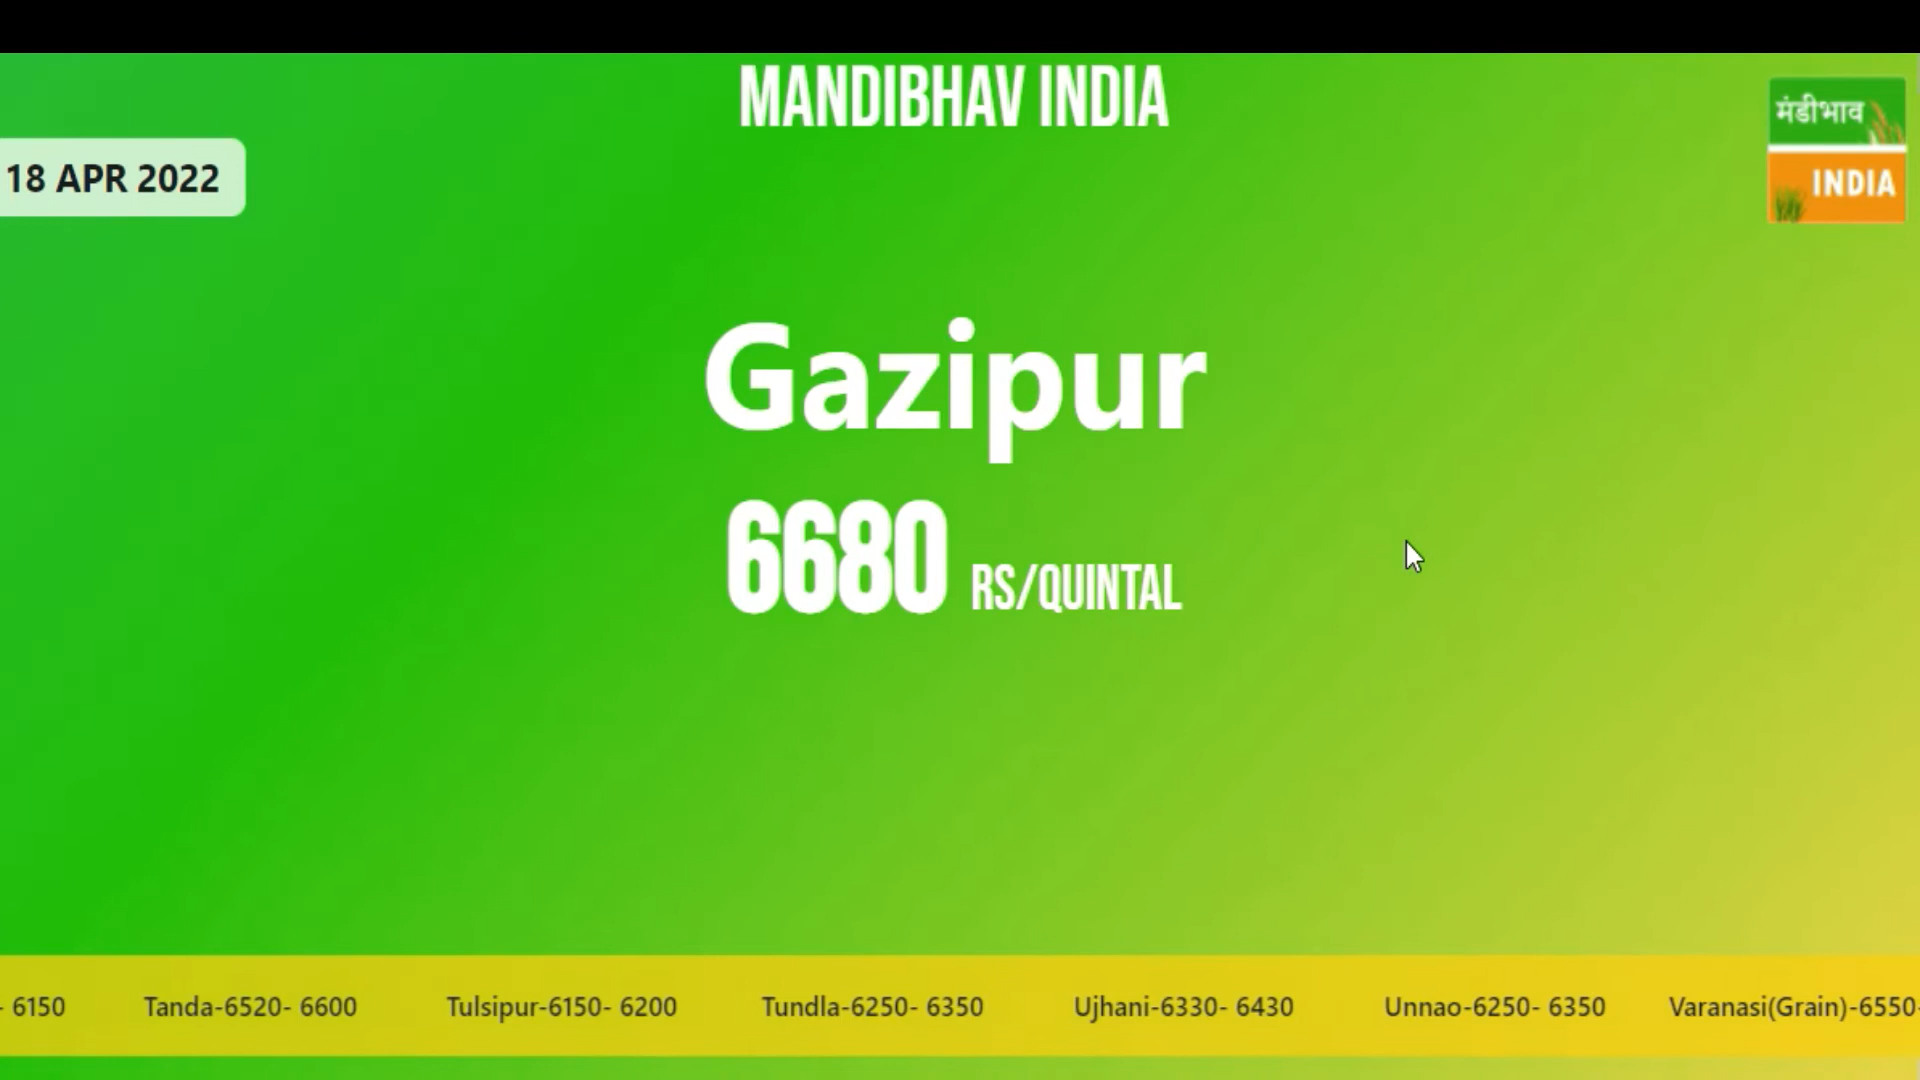 MANDIBHAV INDIA
मंडीभाव
INDIA
18 APR 2022
Gazipur
6680 RS/QUINTAL
- 6150 Tanda-6520- 6600 Tulsipur-6150- 6200 Tundla-6250- 6350 Ujhani-6330- 6430 Unnao-6250- 6350 Varanasi(Grain)-6550-